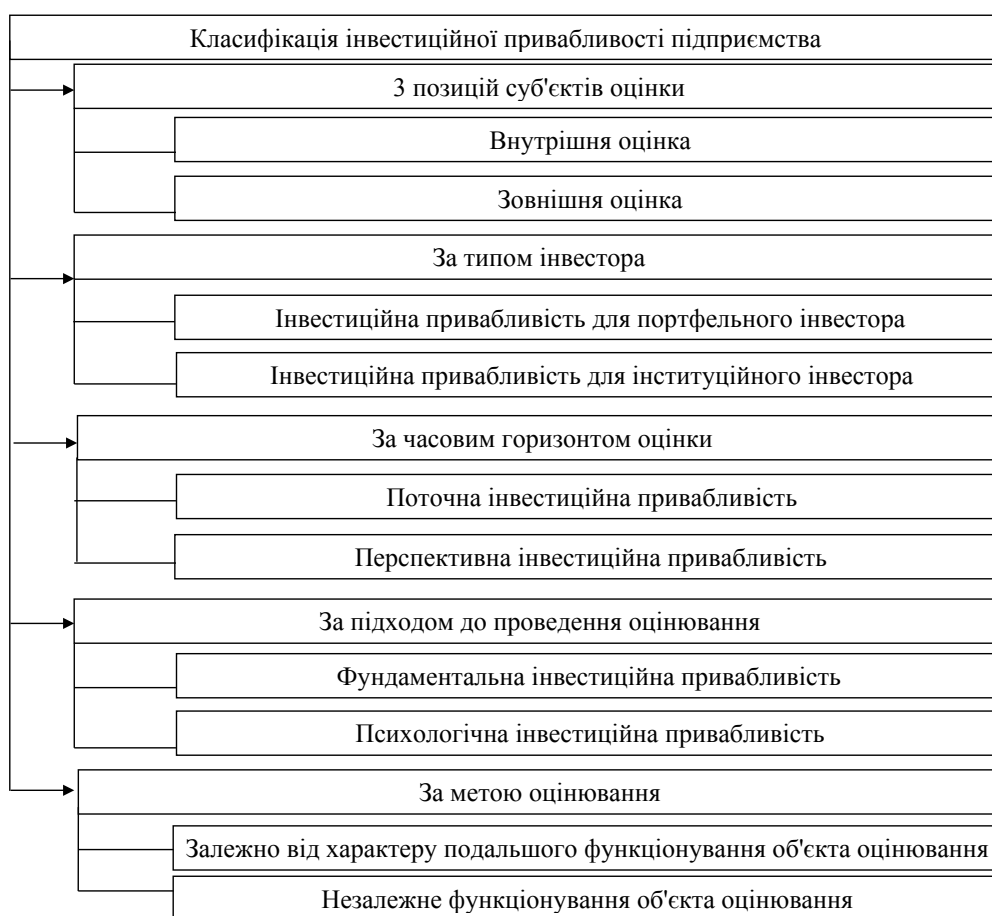 Класифікація інвестиційної привабливості підприємства
З позицій суб'єктів оцінки
Внутрішня оцінка
Зовнішня оцінка
За типом інвестора
Інвестиційна привабливість для портфельного інвестора
Інвестиційна привабливість для інституційного інвестора
За часовим горизонтом оцінки
Поточна інвестиційна привабливість
Перспективна інвестиційна привабливість
За підходом до проведення оцінювання
Фундаментальна інвестиційна привабливість
Психологічна інвестиційна привабливість
За метою оцінювання
Залежно від характеру подальшого функціонування об'єкта оцінювання
Незалежне функціонування об'єкта оцінювання